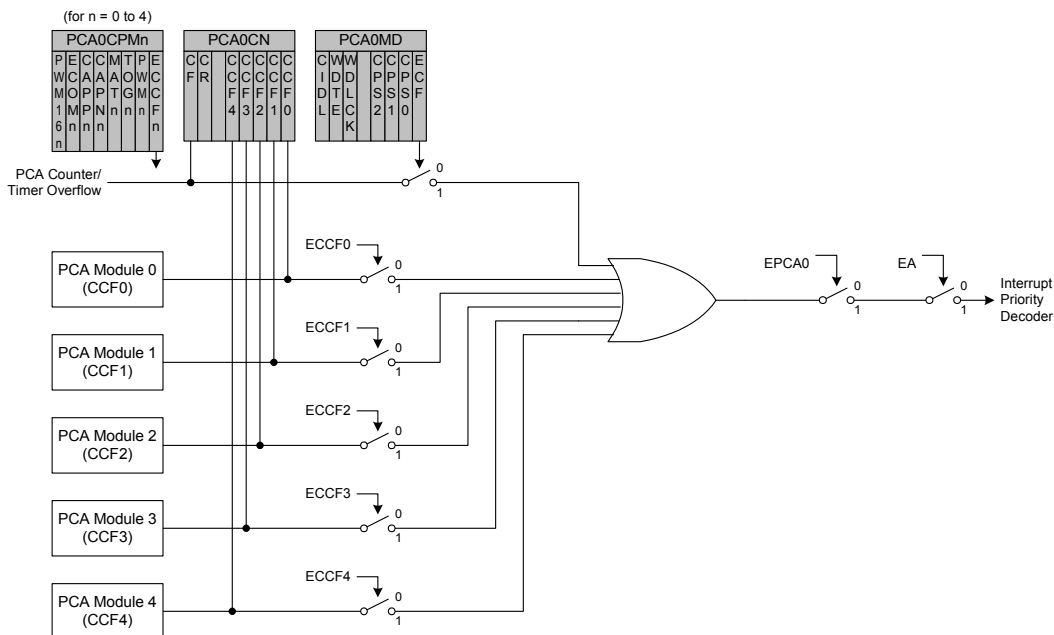 (for n = 0 to 4)
PCA0CPMn
PCA0CN
PCA0MD
PWM16n
ECOMn
CAPPn
CAPNn
MATn
TOGn
PWMn
ECCFn
CF
CR
CCF4
CCF3
CCF2
CCF1
CCF0
CIDL
WDTE
WDLCK
CPS2
CPS1
CPS0
ECF
PCA Counter/
Timer Overflow
0
1
PCA Module 0
(CCF0)
ECCF0
0
1
EPCA0
0
1
EA
0
1
Interrupt
Priority
Decoder
PCA Module 1
(CCF1)
ECCF1
0
1
PCA Module 2
(CCF2)
ECCF2
0
1
PCA Module 3
(CCF3)
ECCF3
0
1
PCA Module 4
(CCF4)
ECCF4
0
1